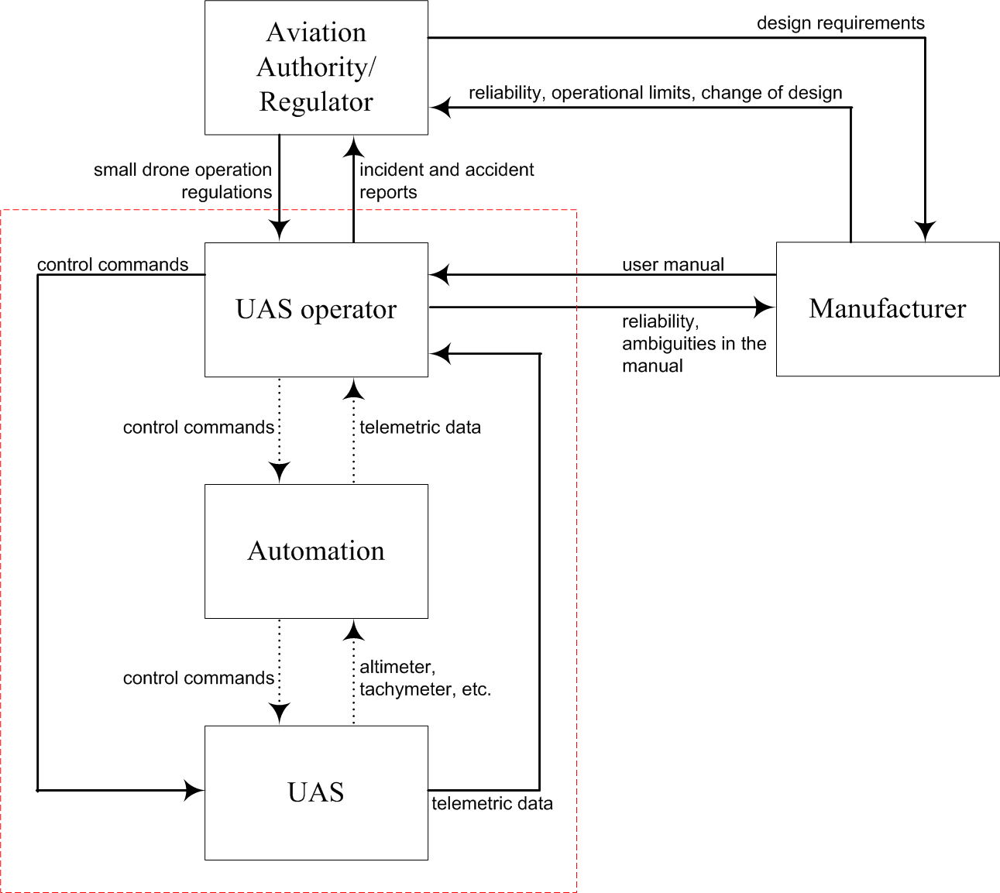 Aviation
Authority/
Regulator
design requirements
reliability, operational limits, change of design
small drone operation
regulations
incident and accident
reports
control commands
UAS operator
user manual
reliability,
ambiguities in the
manual
Manufacturer
control commands
telemetric data
Automation
control commands
altimeter,
tachymeter, etc.
UAS
telemetric data